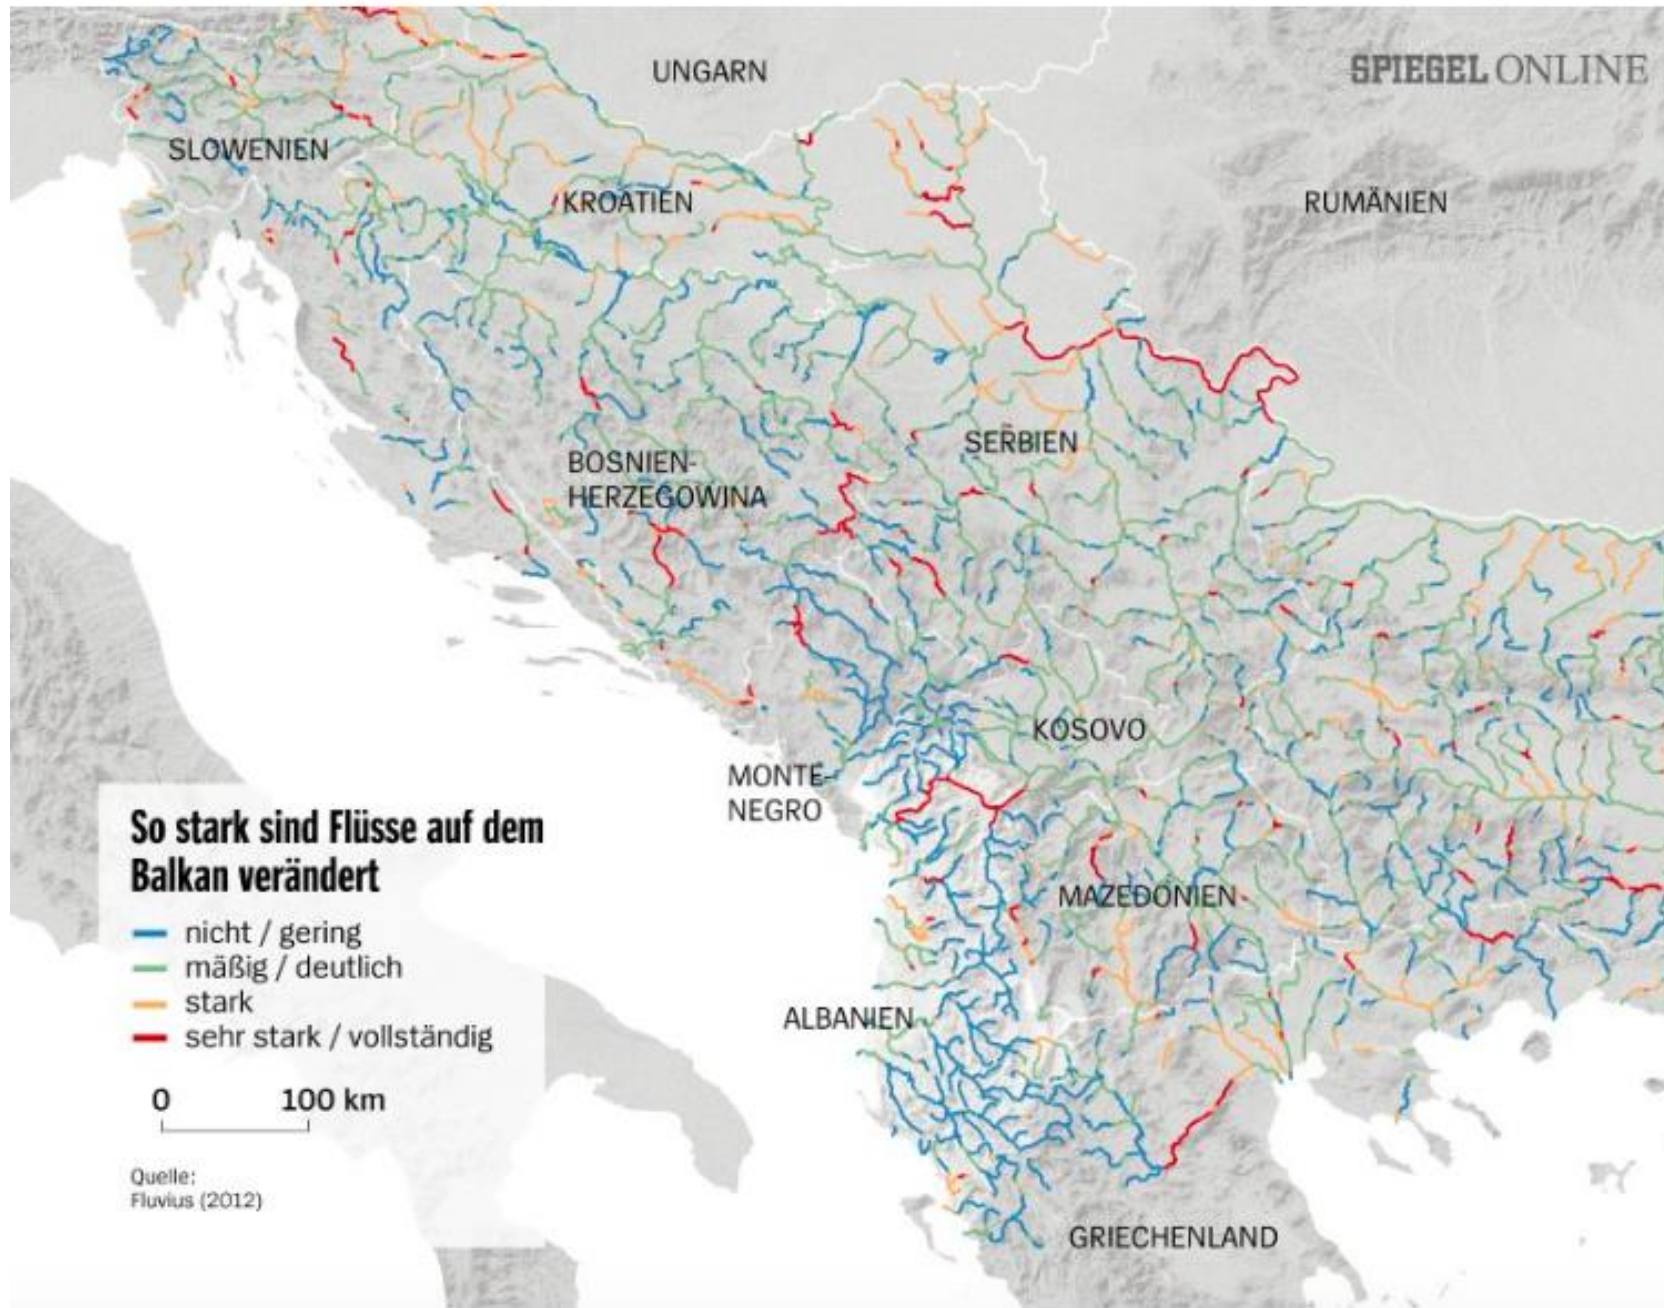 UNGARN
SPIEGEL ONLINE
SLOWENIEN
KROATIEN
RUMÄNIEN
SERBIEN
BOSNIEN-
HERZEGOWINA
KOSOVO
MONTE-
NEGRO
MAZEDONIEN
ALBANIEN
GRIECHENLAND
So stark sind Flüsse auf dem
Balkan verändert
nicht / gering
mäßig / deutlich
stark
sehr stark / vollständig
0 100 km
Quelle:
Fluvius (2012)